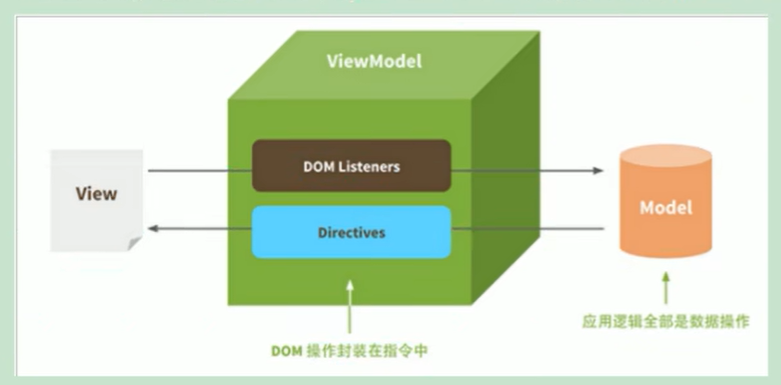 ViewModel
DOM Listeners
View
Model
Directives
应用逻辑全部是数据操作
DOM 操作封装在指令中